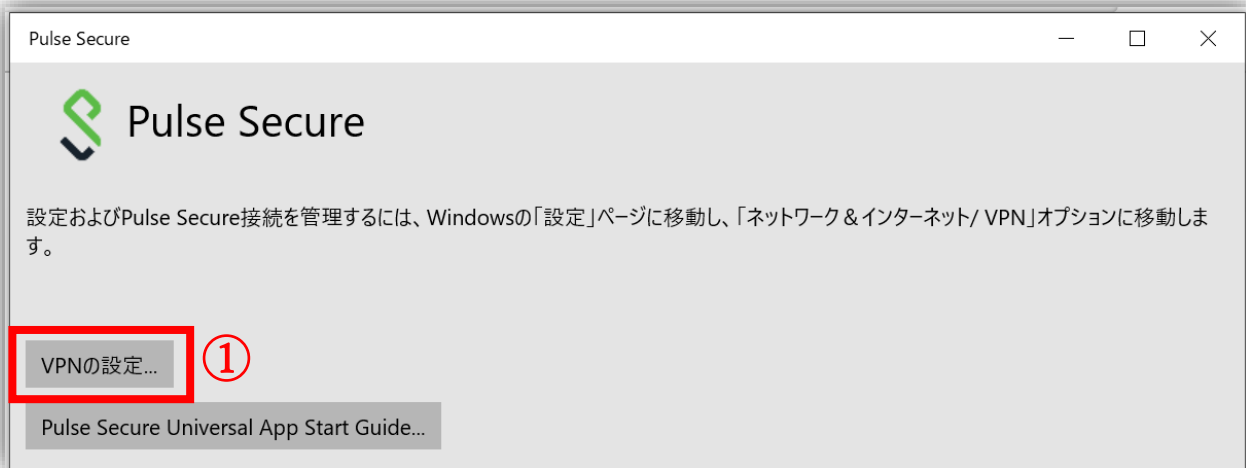 Pulse Secure
Pulse Secure
設定およびPulse Secure接続を管理するには、Windowsの「設定」ページに移動し、「ネットワーク＆インターネット/ VPN」オプションに移動しま
す。
VPNの設定...
①
Pulse Secure Universal App Start Guide...